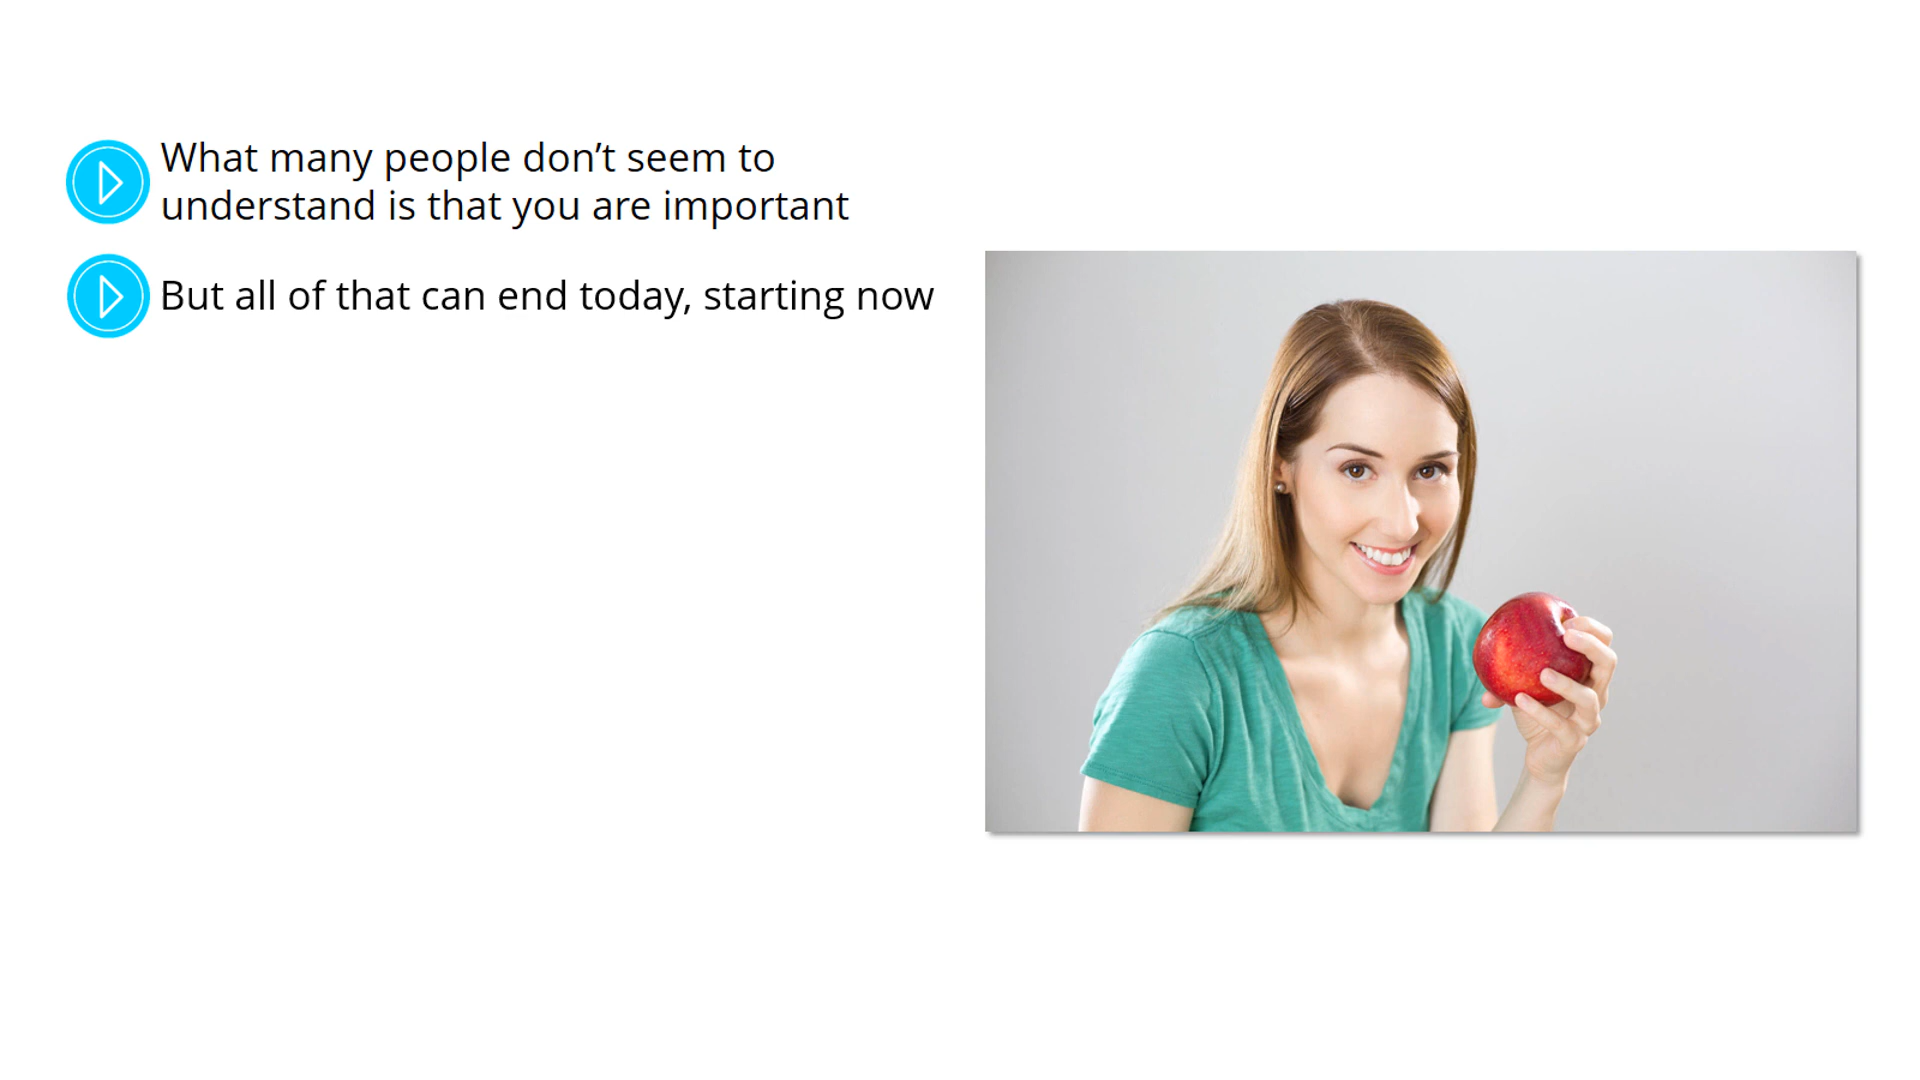 What many people don’t seem to
understand is that you are important
But all of that can end today, starting now